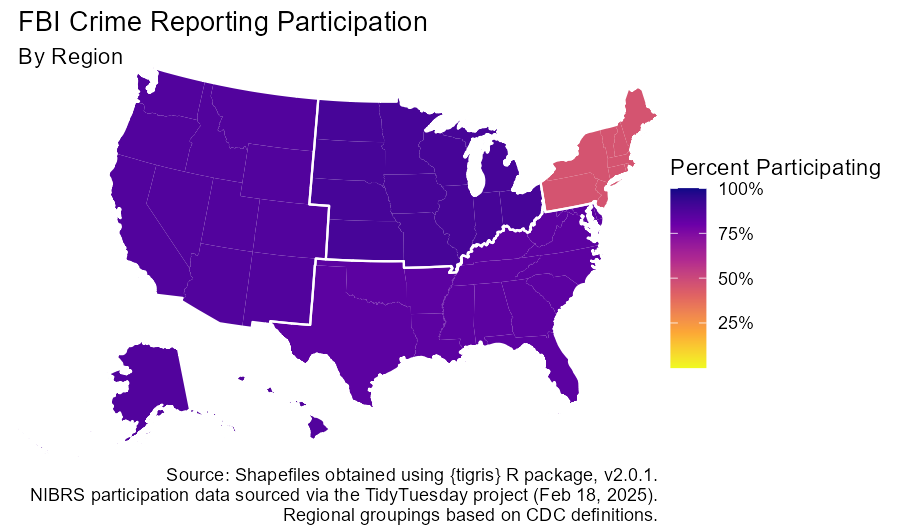 FBI Crime Reporting Participation
By Region
Percent Participating
100%
75%
50%
25%
Source: Shapefiles obtained using {tigris} R package, v2.0.1.
NIBRS participation data sourced via the TidyTuesday project (Feb 18, 2025).
Regional groupings based on CDC definitions.